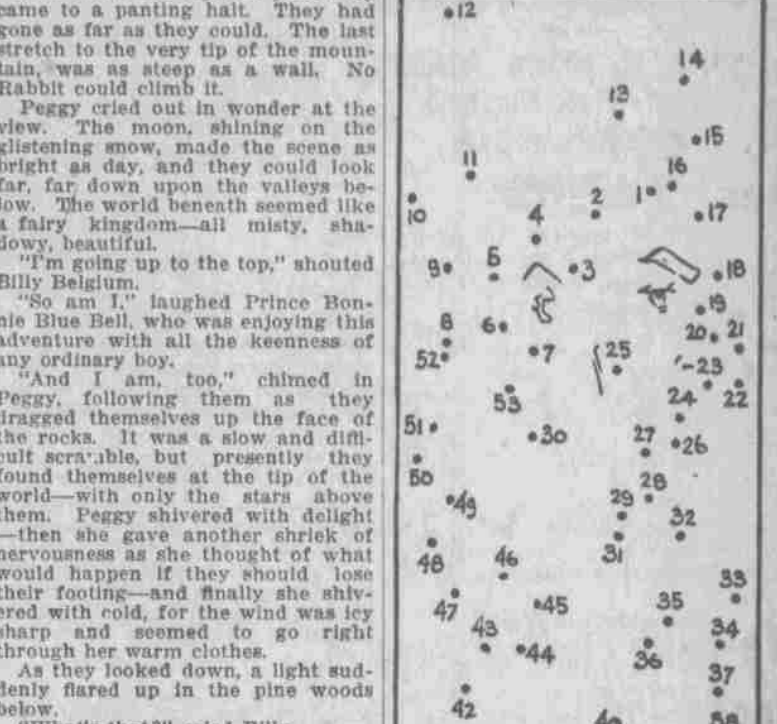 came to a panting halt. They had
gone as far as they could. The last
stretch to the very tip of the moun-
tain, was as steep as a wall. No
Rabbit could climb it.
Peggy cried out in wonder at the
view. The moon, shining on the
glistening snow, made the scene as
bright as day, and they could look
far, far down upon the valleys be-
low. The world beneath seemed like
a fairy kingdom—all misty, sha-
dowy, beautiful.
"I'm going up to the top," shouted
Billy Belgium.
"So am I," laughed Prince Bon-
nie Blue Bell, who was enjoying this
adventure with all the keenness of
any ordinary boy.
"And I am, too," chimed in
Peggy, following them as they
dragged themselves up the face of
the rocks. It was a slow and diffi-
cult scramble, but presently they
found themselves at the tip of the
world—with only the stars above
them. Peggy shivered with delight
—then she gave another shriek of
nervousness as she thought of what
would happen if they should lose
their footing—and finally she shiv-
ered with cold, for the wind was icy
sharp and seemed to go right
through her warm clothes.
As they looked down, a light sud-
denly flared up in the pine woods
below.
12
14
13
15
11
16
1
2
10
4
17
9
5
3
18
19
8
6
20
21
52
7
25
23
53
24
22
51
30
27
26
50
28
49
29
32
48
46
31
33
47
45
35
43
34
44
36
37
42